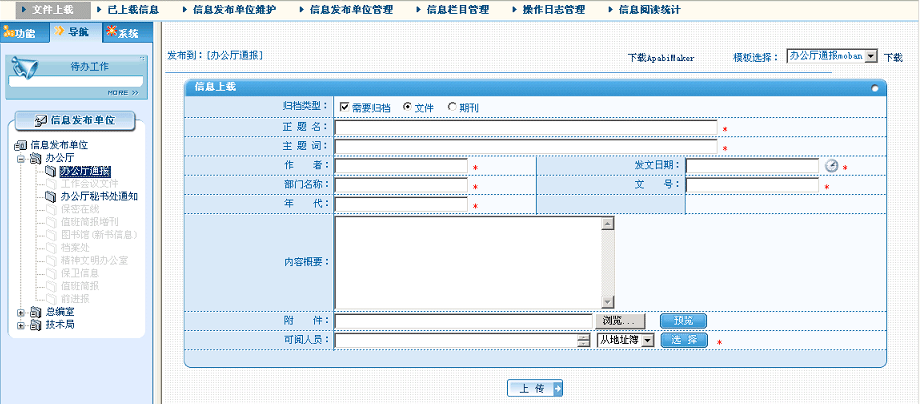 文件上载 已上载信息 信息发布单位维护 信息发布单位管理 信息栏目管理 操作日志管理 信息阅读统计
功能 导航 系统
待办工作
MORE >>
信息发布单位
信息发布单位
办公厅
办公厅通报
工作会议文件
办公厅秘书处通知
保密在线
值班简报增刊
图书馆(新书信息)
档案处
精神文明办公室
保卫信息
值班简报
前进报
总编室
技术局
发布到：[办公厅通报] 下载ApabiMaker 模板选择： 办公厅通报moban 下载
信息上载
归档类型： 需要归档 文件 期刊
正 题 名： *
主 题 词： *
作 者： * 发文日期： *
部门名称： * 文 号： *
年 代： *
内容概要：
附 件： 浏览... 预览
可阅人员： 从地址簿 选 择 *
上 传